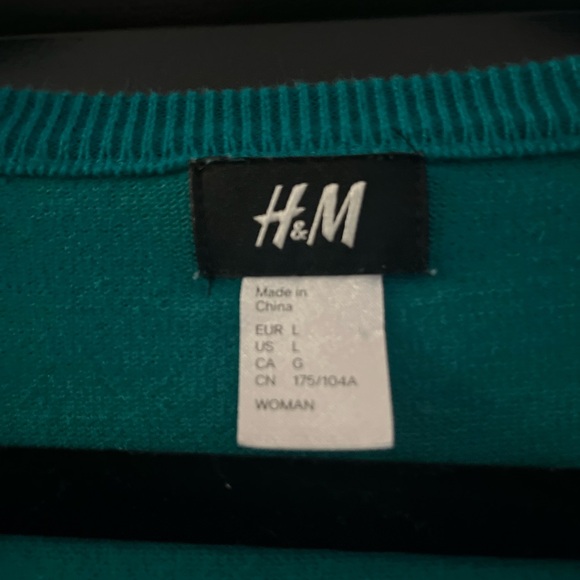 H&M
Made in
China
EUR L
US L
CA G
CN 175/104A
WOMAN